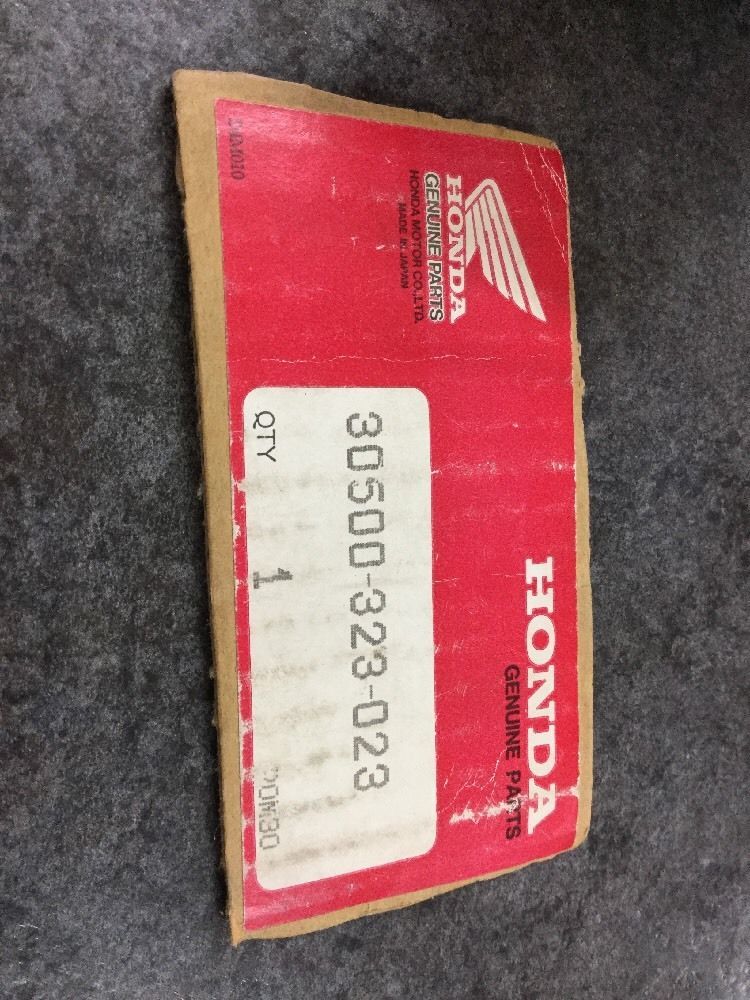 HONDA
GENUINE PARTS
HONDA MOTOR CO.,LTD.
MADE IN JAPAN
HONDA
GENUINE PARTS
30500-323-023
QTY 1